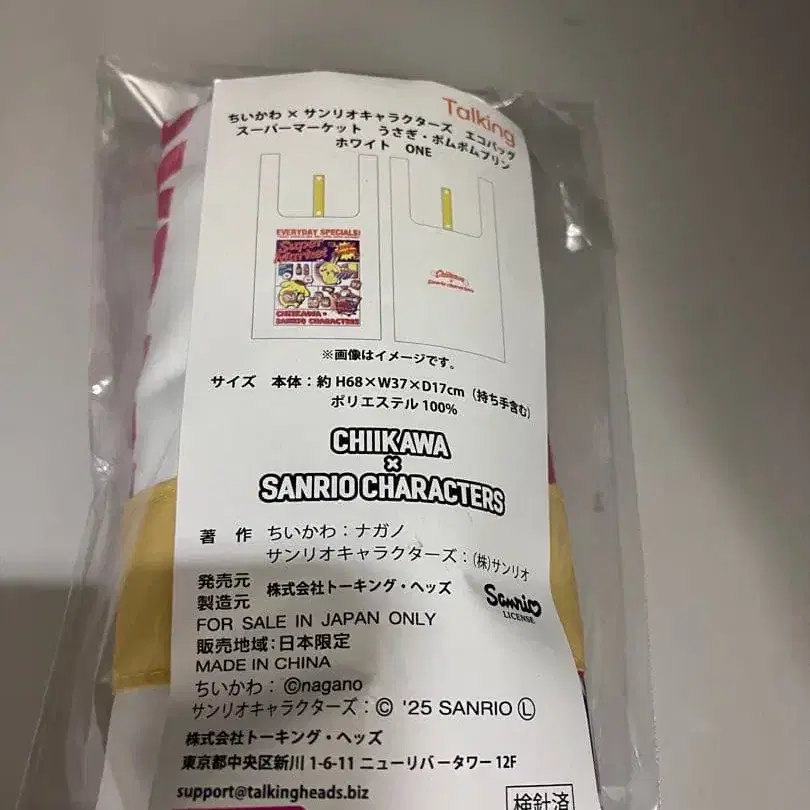 Talking
ちいかわ × サンリオキャラクターズ　エコバッグ
スーパーマーケット　うさぎ・ポムポムプリン
ホワイト　ONE
EVERYDAY SPECIALS!
Super
Market
CHIIKAWA×
SANRIO CHARACTERS
Chiikawa
×
Sanrio characters
※画像はイメージです。
サイズ　本体：約 H68×W37×D17cm（持ち手含む）
ポリエステル 100%
CHIIKAWA
×
SANRIO CHARACTERS
著　作　ちいかわ：ナガノ
サンリオキャラクターズ：(株)サンリオ
発売元
製造元　株式会社トーキング・ヘッズ
Sanrio
LICENSE
FOR SALE IN JAPAN ONLY
販売地域：日本限定
MADE IN CHINA
ちいかわ：©nagano
サンリオキャラクターズ：© '25 SANRIO Ⓛ
株式会社トーキング・ヘッズ
東京都中央区新川 1-6-11 ニューリバータワー 12F
support@talkingheads.biz
検針済